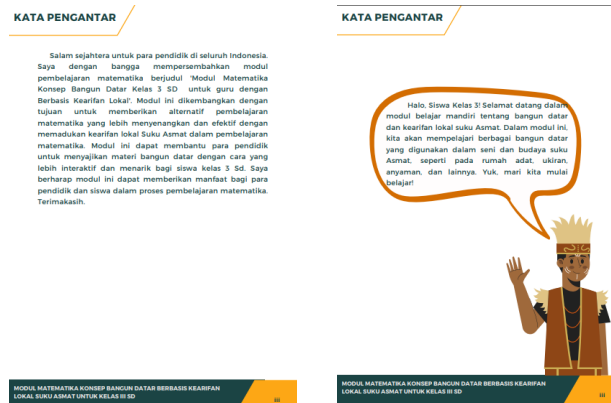 KATA PENGANTAR
Salam sejahtera untuk para pendidik di seluruh Indonesia.
Saya dengan bangga mempersembahkan modul
pembelajaran matematika berjudul 'Modul Matematika
Konsep Bangun Datar Kelas 3 SD untuk guru dengan
Berbasis Kearifan Lokal'. Modul ini dikembangkan dengan
tujuan untuk memberikan alternatif pembelajaran
matematika yang lebih menyenangkan dan efektif dengan
memadukan kearifan lokal Suku Asmat dalam pembelajaran
matematika. Modul ini dapat membantu para pendidik
untuk menyajikan materi bangun datar dengan cara yang
lebih interaktif dan menarik bagi siswa kelas 3 Sd. Saya
berharap modul ini dapat memberikan manfaat bagi para
pendidik dan siswa dalam proses pembelajaran matematika.
Terimakasih.
MODUL MATEMATIKA KONSEP BANGUN DATAR BERBASIS KEARIFAN
LOKAL SUKU ASMAT UNTUK KELAS III SD
iii
KATA PENGANTAR
Halo, Siswa Kelas 3! Selamat datang dalam
modul belajar mandiri tentang bangun datar
dan kearifan lokal suku Asmat. Dalam modul ini,
kita akan mempelajari berbagai bangun datar
yang digunakan dalam seni dan budaya suku
Asmat, seperti pada rumah adat, ukiran,
anyaman, dan lainnya. Yuk, mari kita mulai
belajar!
MODUL MATEMATIKA KONSEP BANGUN DATAR BERBASIS KEARIFAN
LOKAL SUKU ASMAT UNTUK KELAS III SD
iii